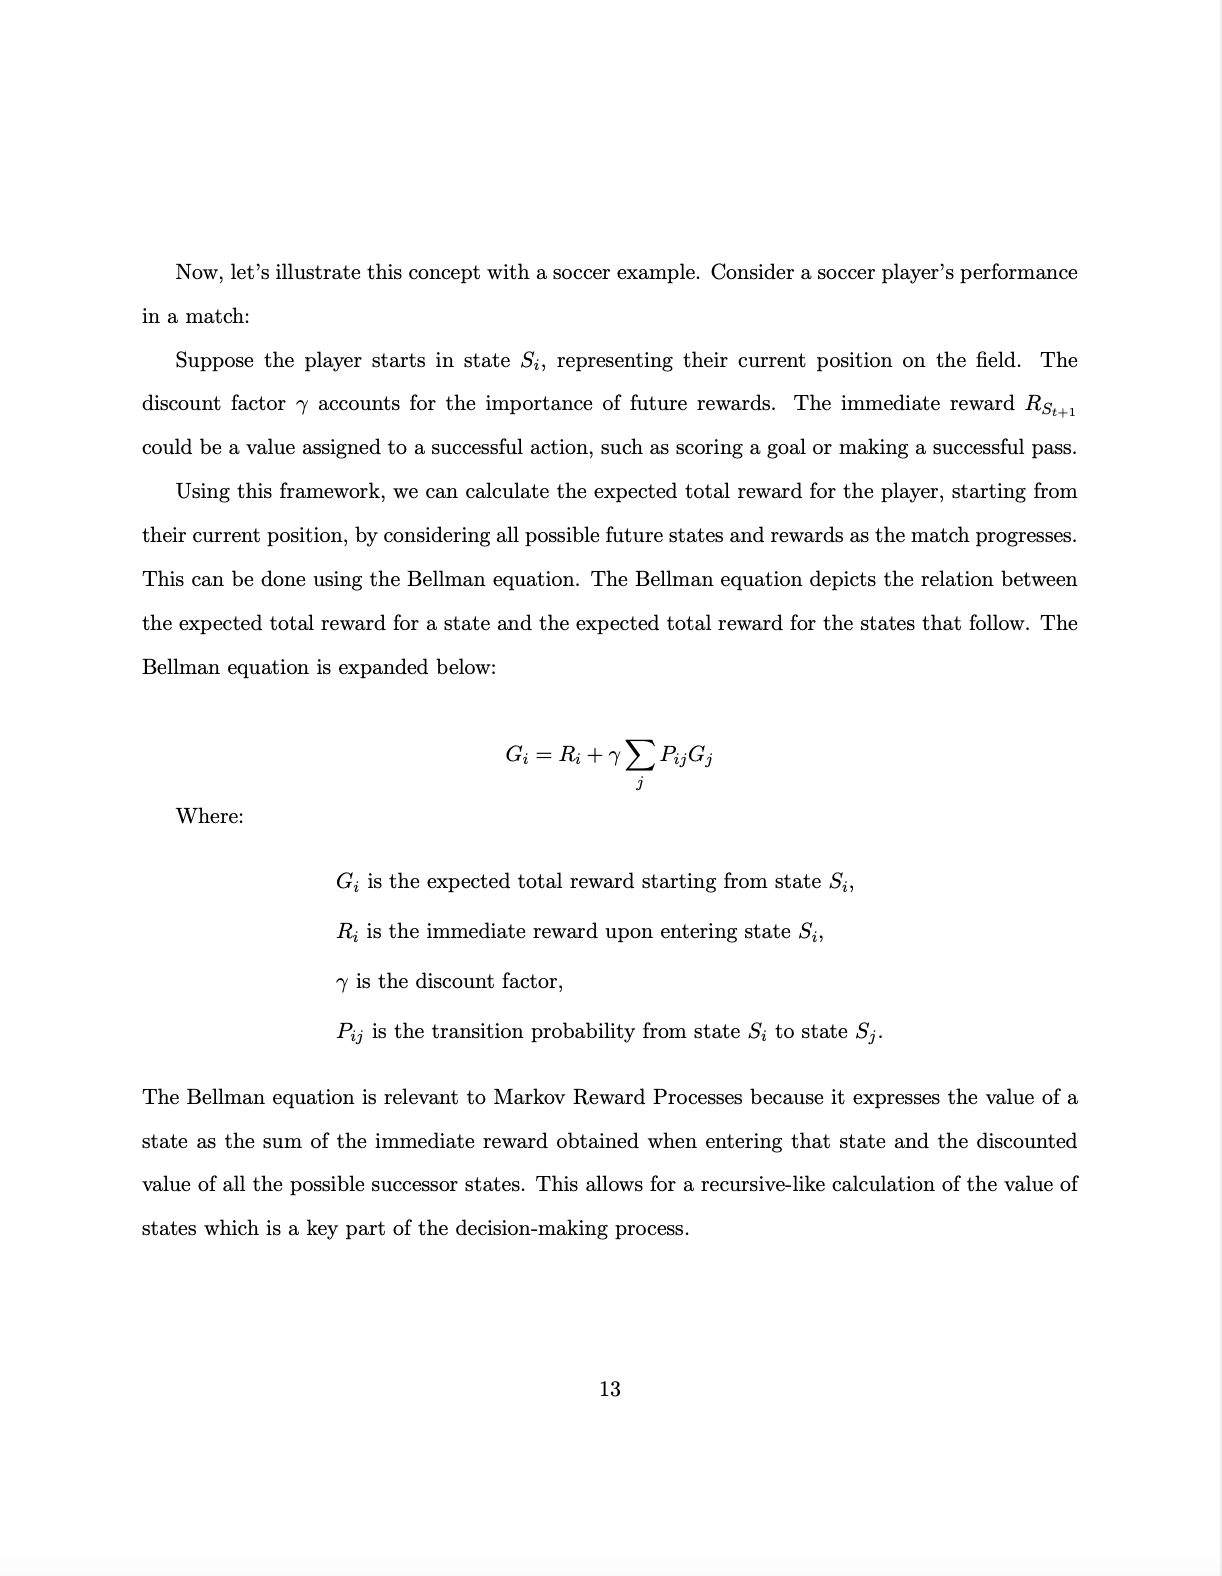 Now, let's illustrate this concept with a soccer example. Consider a soccer player's performance
in a match:
Suppose the player starts in state S_i, representing their current position on the field. The
discount factor γ accounts for the importance of future rewards. The immediate reward R_{S_{t+1}}
could be a value assigned to a successful action, such as scoring a goal or making a successful pass.
Using this framework, we can calculate the expected total reward for the player, starting from
their current position, by considering all possible future states and rewards as the match progresses.
This can be done using the Bellman equation. The Bellman equation depicts the relation between
the expected total reward for a state and the expected total reward for the states that follow. The
Bellman equation is expanded below:
G_i = R_i + γ ∑_j P_{ij} G_j
Where:
G_i is the expected total reward starting from state S_i,
R_i is the immediate reward upon entering state S_i,
γ is the discount factor,
P_{ij} is the transition probability from state S_i to state S_j.
The Bellman equation is relevant to Markov Reward Processes because it expresses the value of a
state as the sum of the immediate reward obtained when entering that state and the discounted
value of all the possible successor states. This allows for a recursive-like calculation of the value of
states which is a key part of the decision-making process.
13